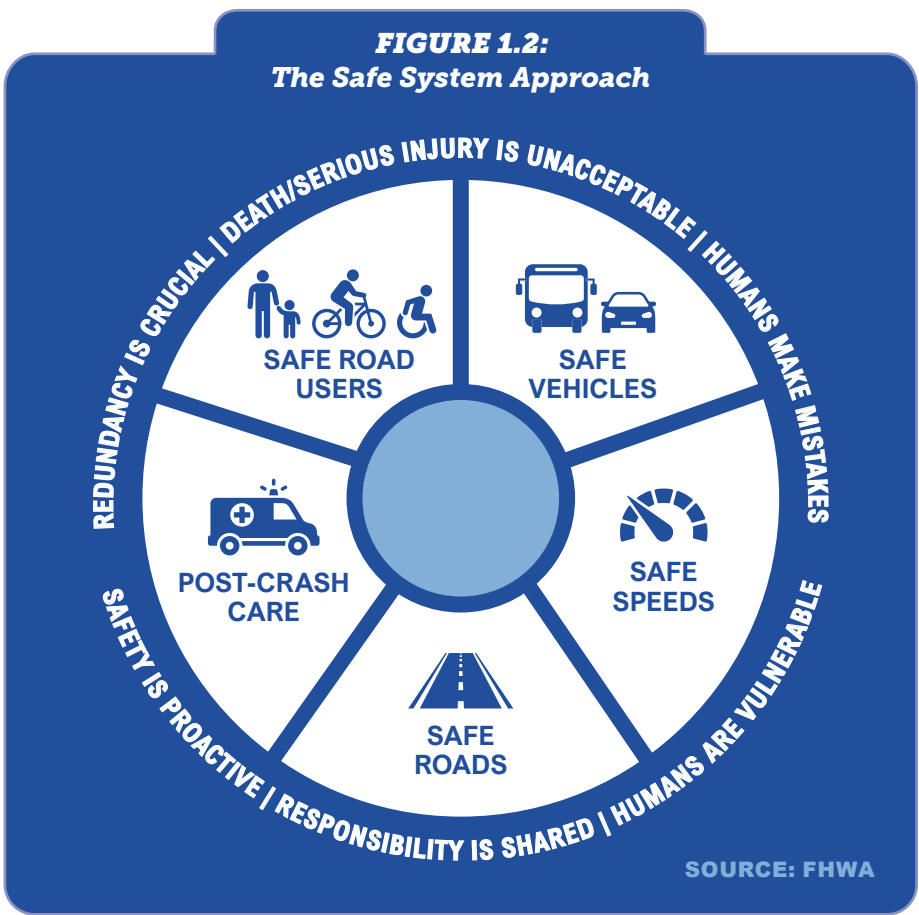 FIGURE 1.2:
The Safe System Approach
REDUNDANCY IS CRUCIAL | DEATH/SERIOUS INJURY IS UNACCEPTABLE | HUMANS MAKE MISTAKES
SAFE ROAD
USERS
SAFE
VEHICLES
POST-CRASH
CARE
SAFE
SPEEDS
SAFE
ROADS
SAFETY IS PROACTIVE | RESPONSIBILITY IS SHARED | HUMANS ARE VULNERABLE
SOURCE: FHWA